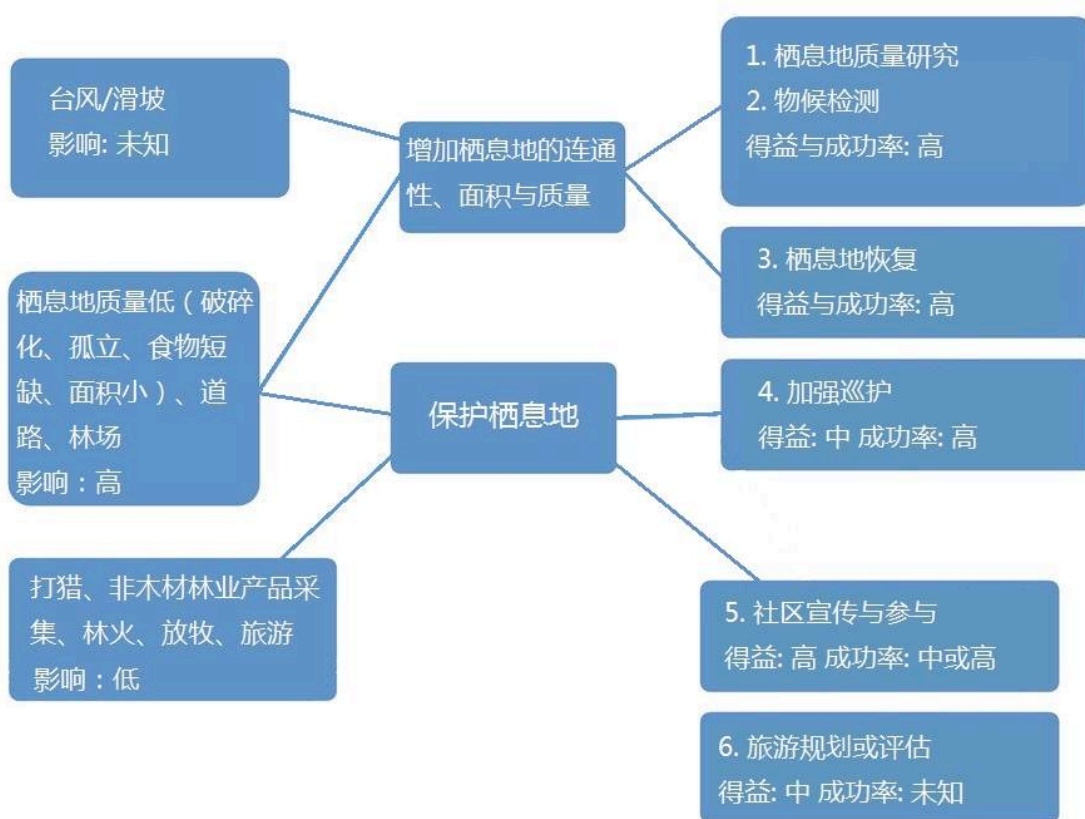 台风/滑坡
影响: 未知
栖息地质量低（破碎
化、孤立、食物短
缺、面积小）、道
路、林场
影响：高
打猎、非木材林业产品采
集、林火、放牧、旅游
影响：低
增加栖息地的连通
性、面积与质量
保护栖息地
1. 栖息地质量研究
2. 物候检测
得益与成功率: 高
3. 栖息地恢复
得益与成功率: 高
4. 加强巡护
得益: 中 成功率: 高
5. 社区宣传与参与
得益: 高 成功率: 中或高
6. 旅游规划或评估
得益: 中 成功率: 未知